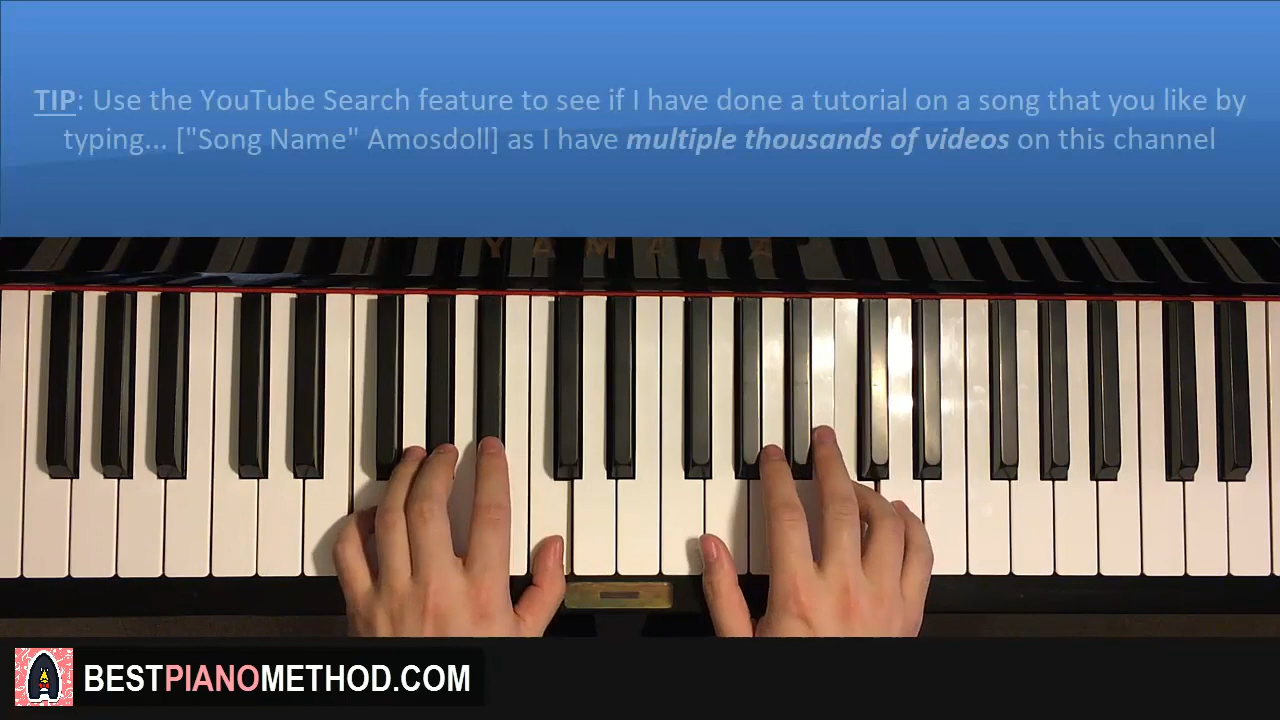 TIP: Use the YouTube Search feature to see if I have done a tutorial on a song that you like by
typing... ["Song Name" Amosdoll] as I have multiple thousands of videos on this channel
YAMAHA
BESTPIANOMETHOD.COM